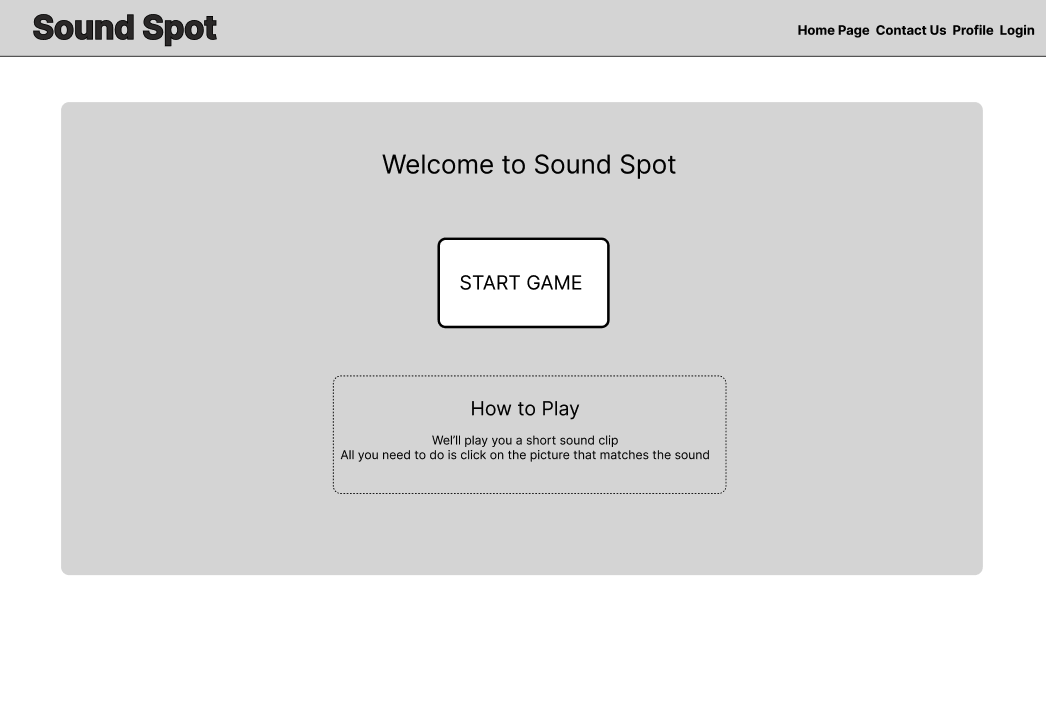 Sound Spot
Home Page Contact Us Profile Login
Welcome to Sound Spot
START GAME
How to Play
Wel’ll play you a short sound clip
All you need to do is click on the picture that matches the sound